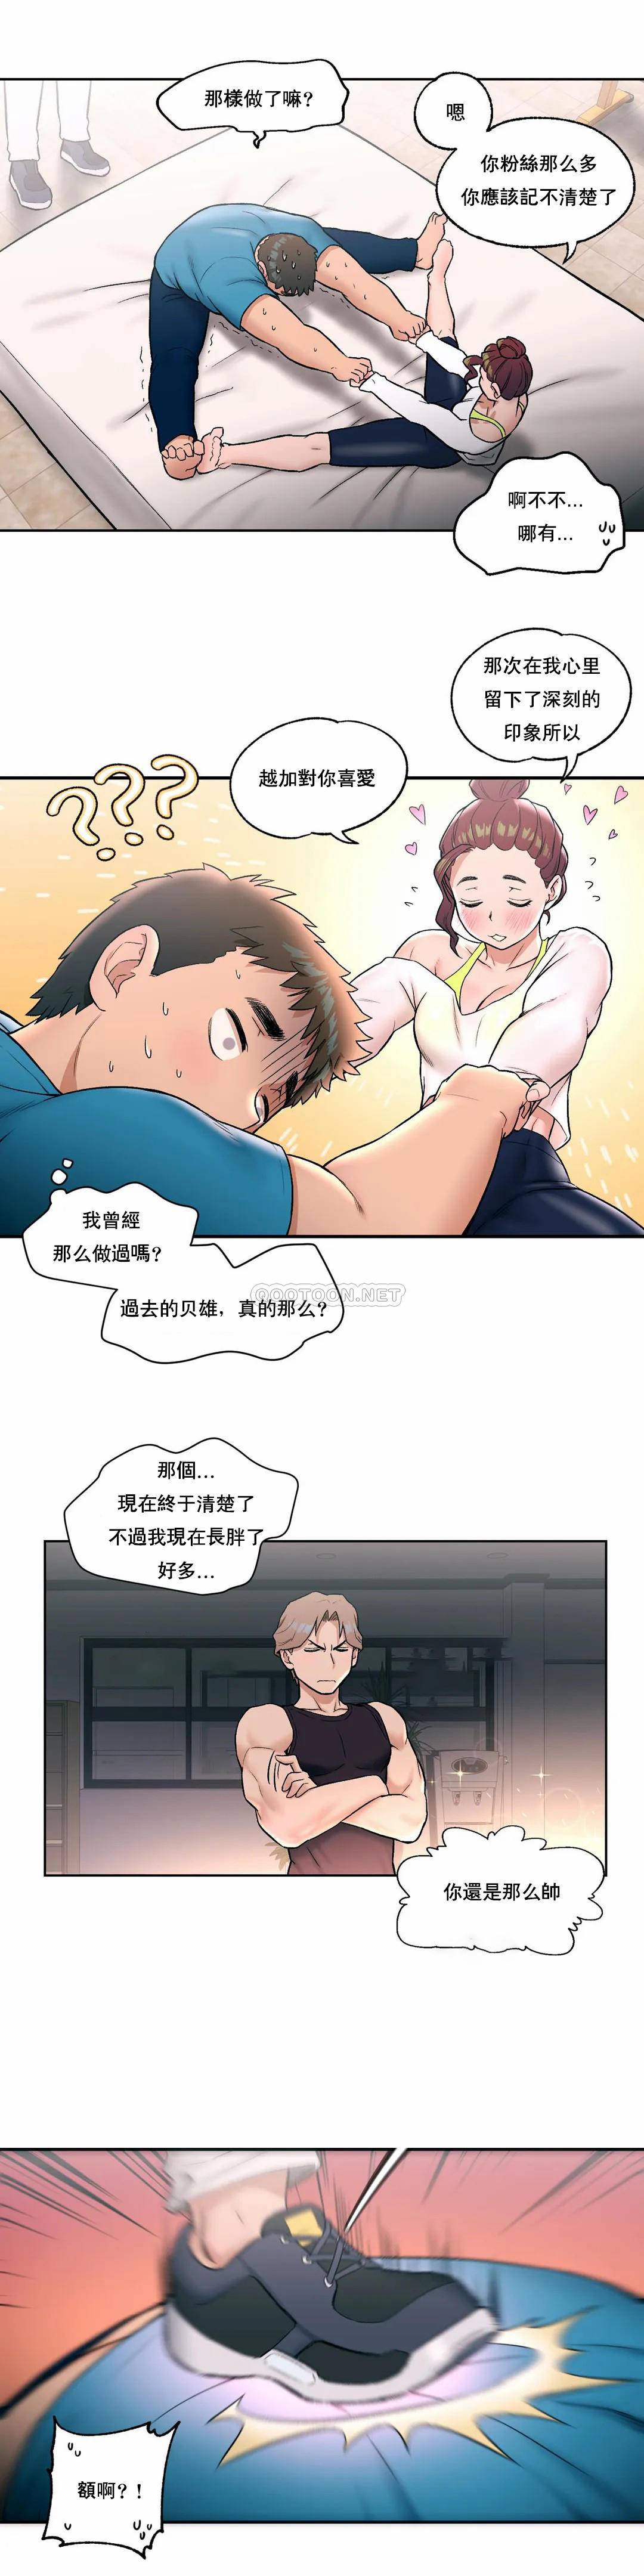 那樣做了嘛？
嗯
你粉絲那么多
你應該記不清楚了
啊不不...
哪有...
那次在我心里
留下了深刻的
印象所以
越加對你喜愛
???
我曾經
那么做過嗎？
過去的贝雄，真的那么？
QOOTOON.NET
那個...
現在終于清楚了
不過我現在長胖了
好多...
你還是那么帥
額啊？！